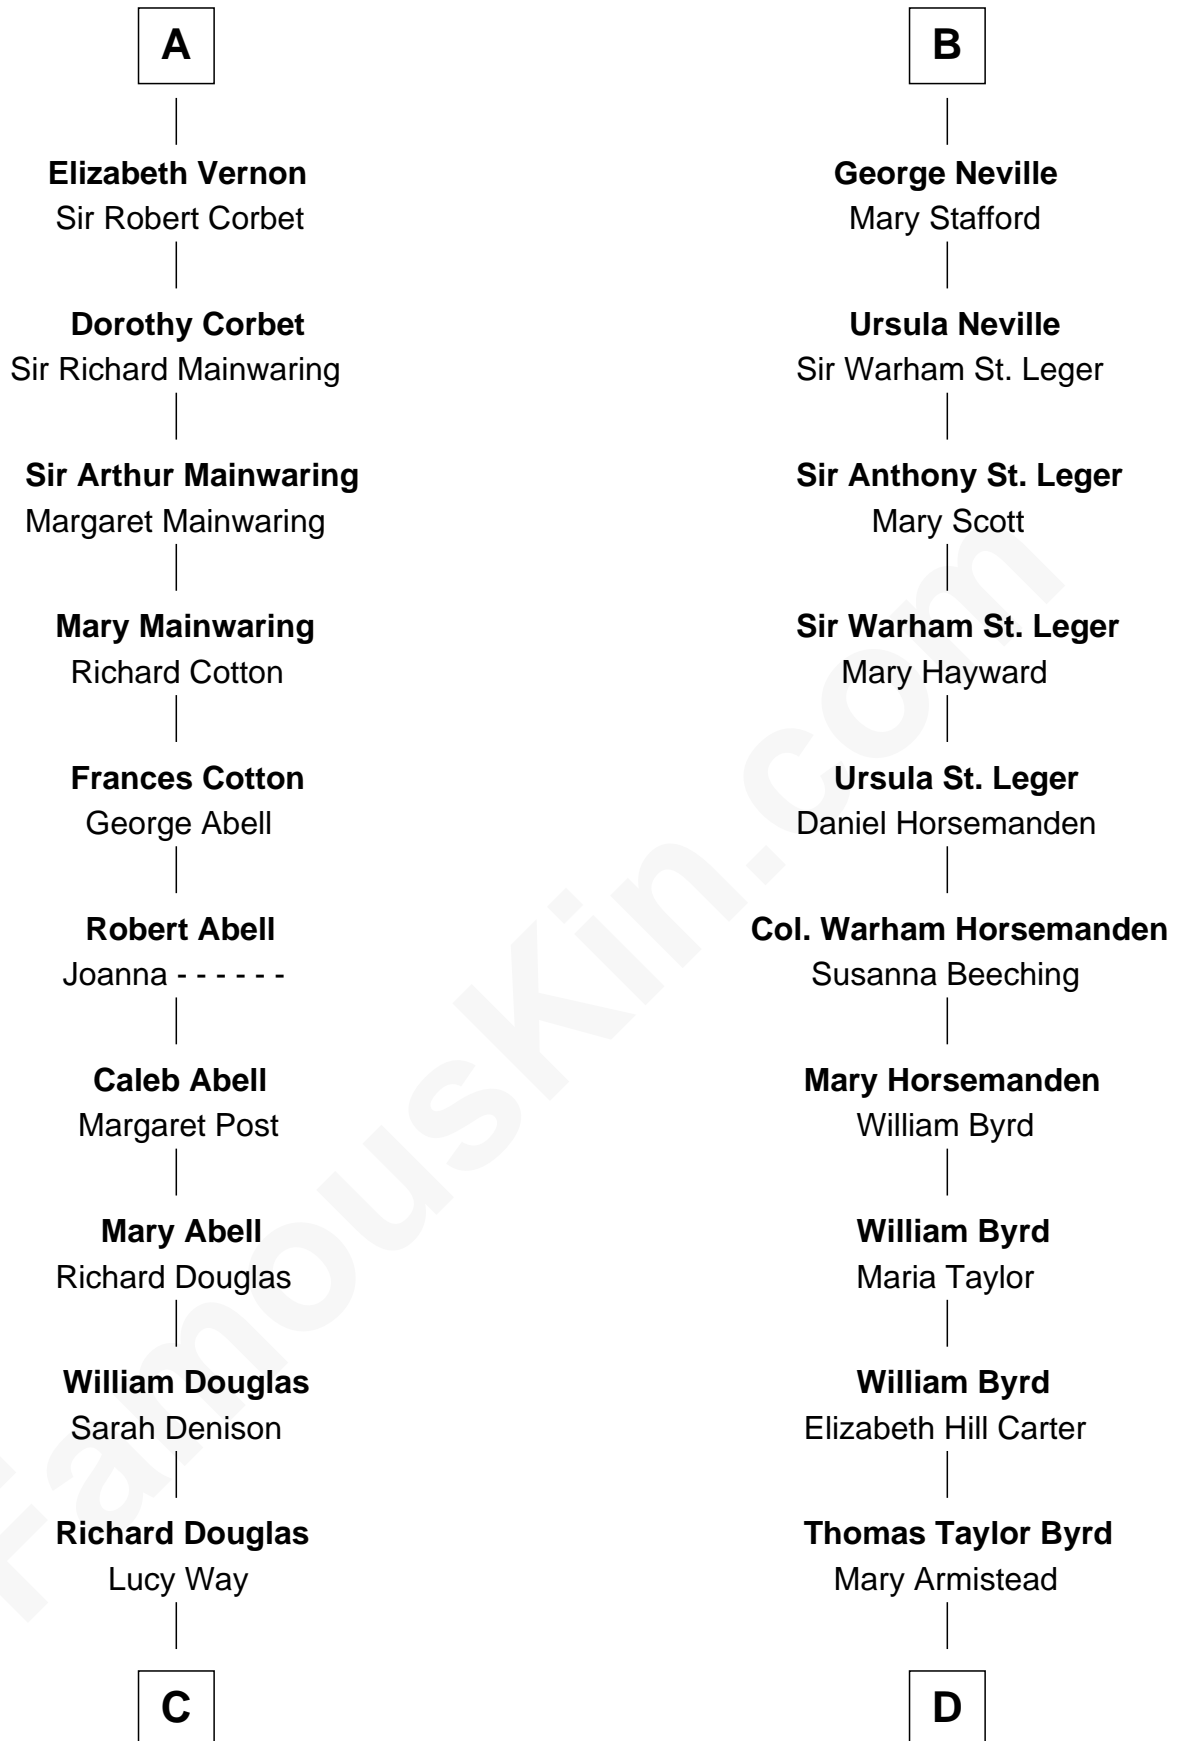 A
Elizabeth Vernon
Sir Robert Corbet
Dorothy Corbet
Sir Richard Mainwaring
Sir Arthur Mainwaring
Margaret Mainwaring
Mary Mainwaring
Richard Cotton
Frances Cotton
George Abell
Robert Abell
Joanna - - - - - -
Caleb Abell
Margaret Post
Mary Abell
Richard Douglas
William Douglas
Sarah Denison
Richard Douglas
Lucy Way
C
B
George Neville
Mary Stafford
Ursula Neville
Sir Warham St. Leger
Sir Anthony St. Leger
Mary Scott
Sir Warham St. Leger
Mary Hayward
Ursula St. Leger
Daniel Horsemanden
Col. Warham Horsemanden
Susanna Beeching
Mary Horsemanden
William Byrd
William Byrd
Maria Taylor
William Byrd
Elizabeth Hill Carter
Thomas Taylor Byrd
Mary Armistead
D
FamousKin.com